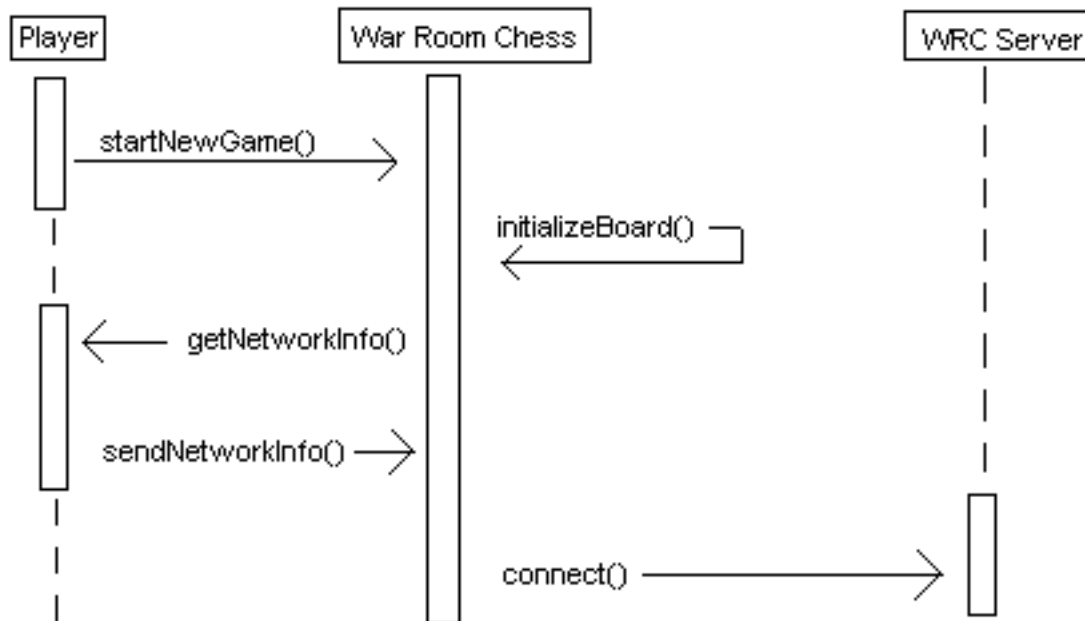 Player
War Room Chess
WRC Server
startNewGame()
initializeBoard()
getNetworkInfo()
sendNetworkInfo()
connect()